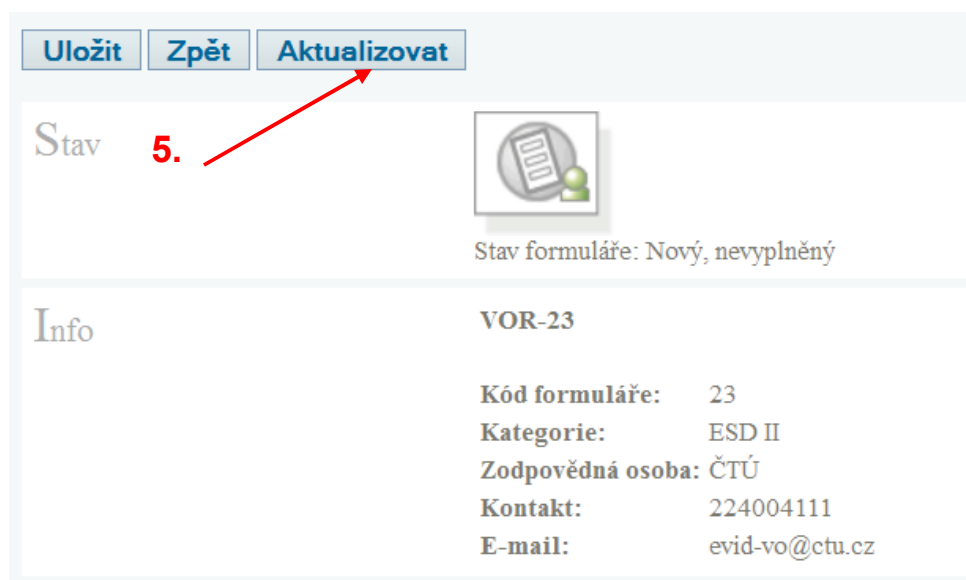 Uložit Zpět Aktualizovat
Stav 5.
Stav formuláře: Nový, nevyplněný
Info VOR-23
Kód formuláře: 23
Kategorie: ESD II
Zodpovědná osoba: ČTÚ
Kontakt: 224004111
E-mail: evid-vo@ctu.cz